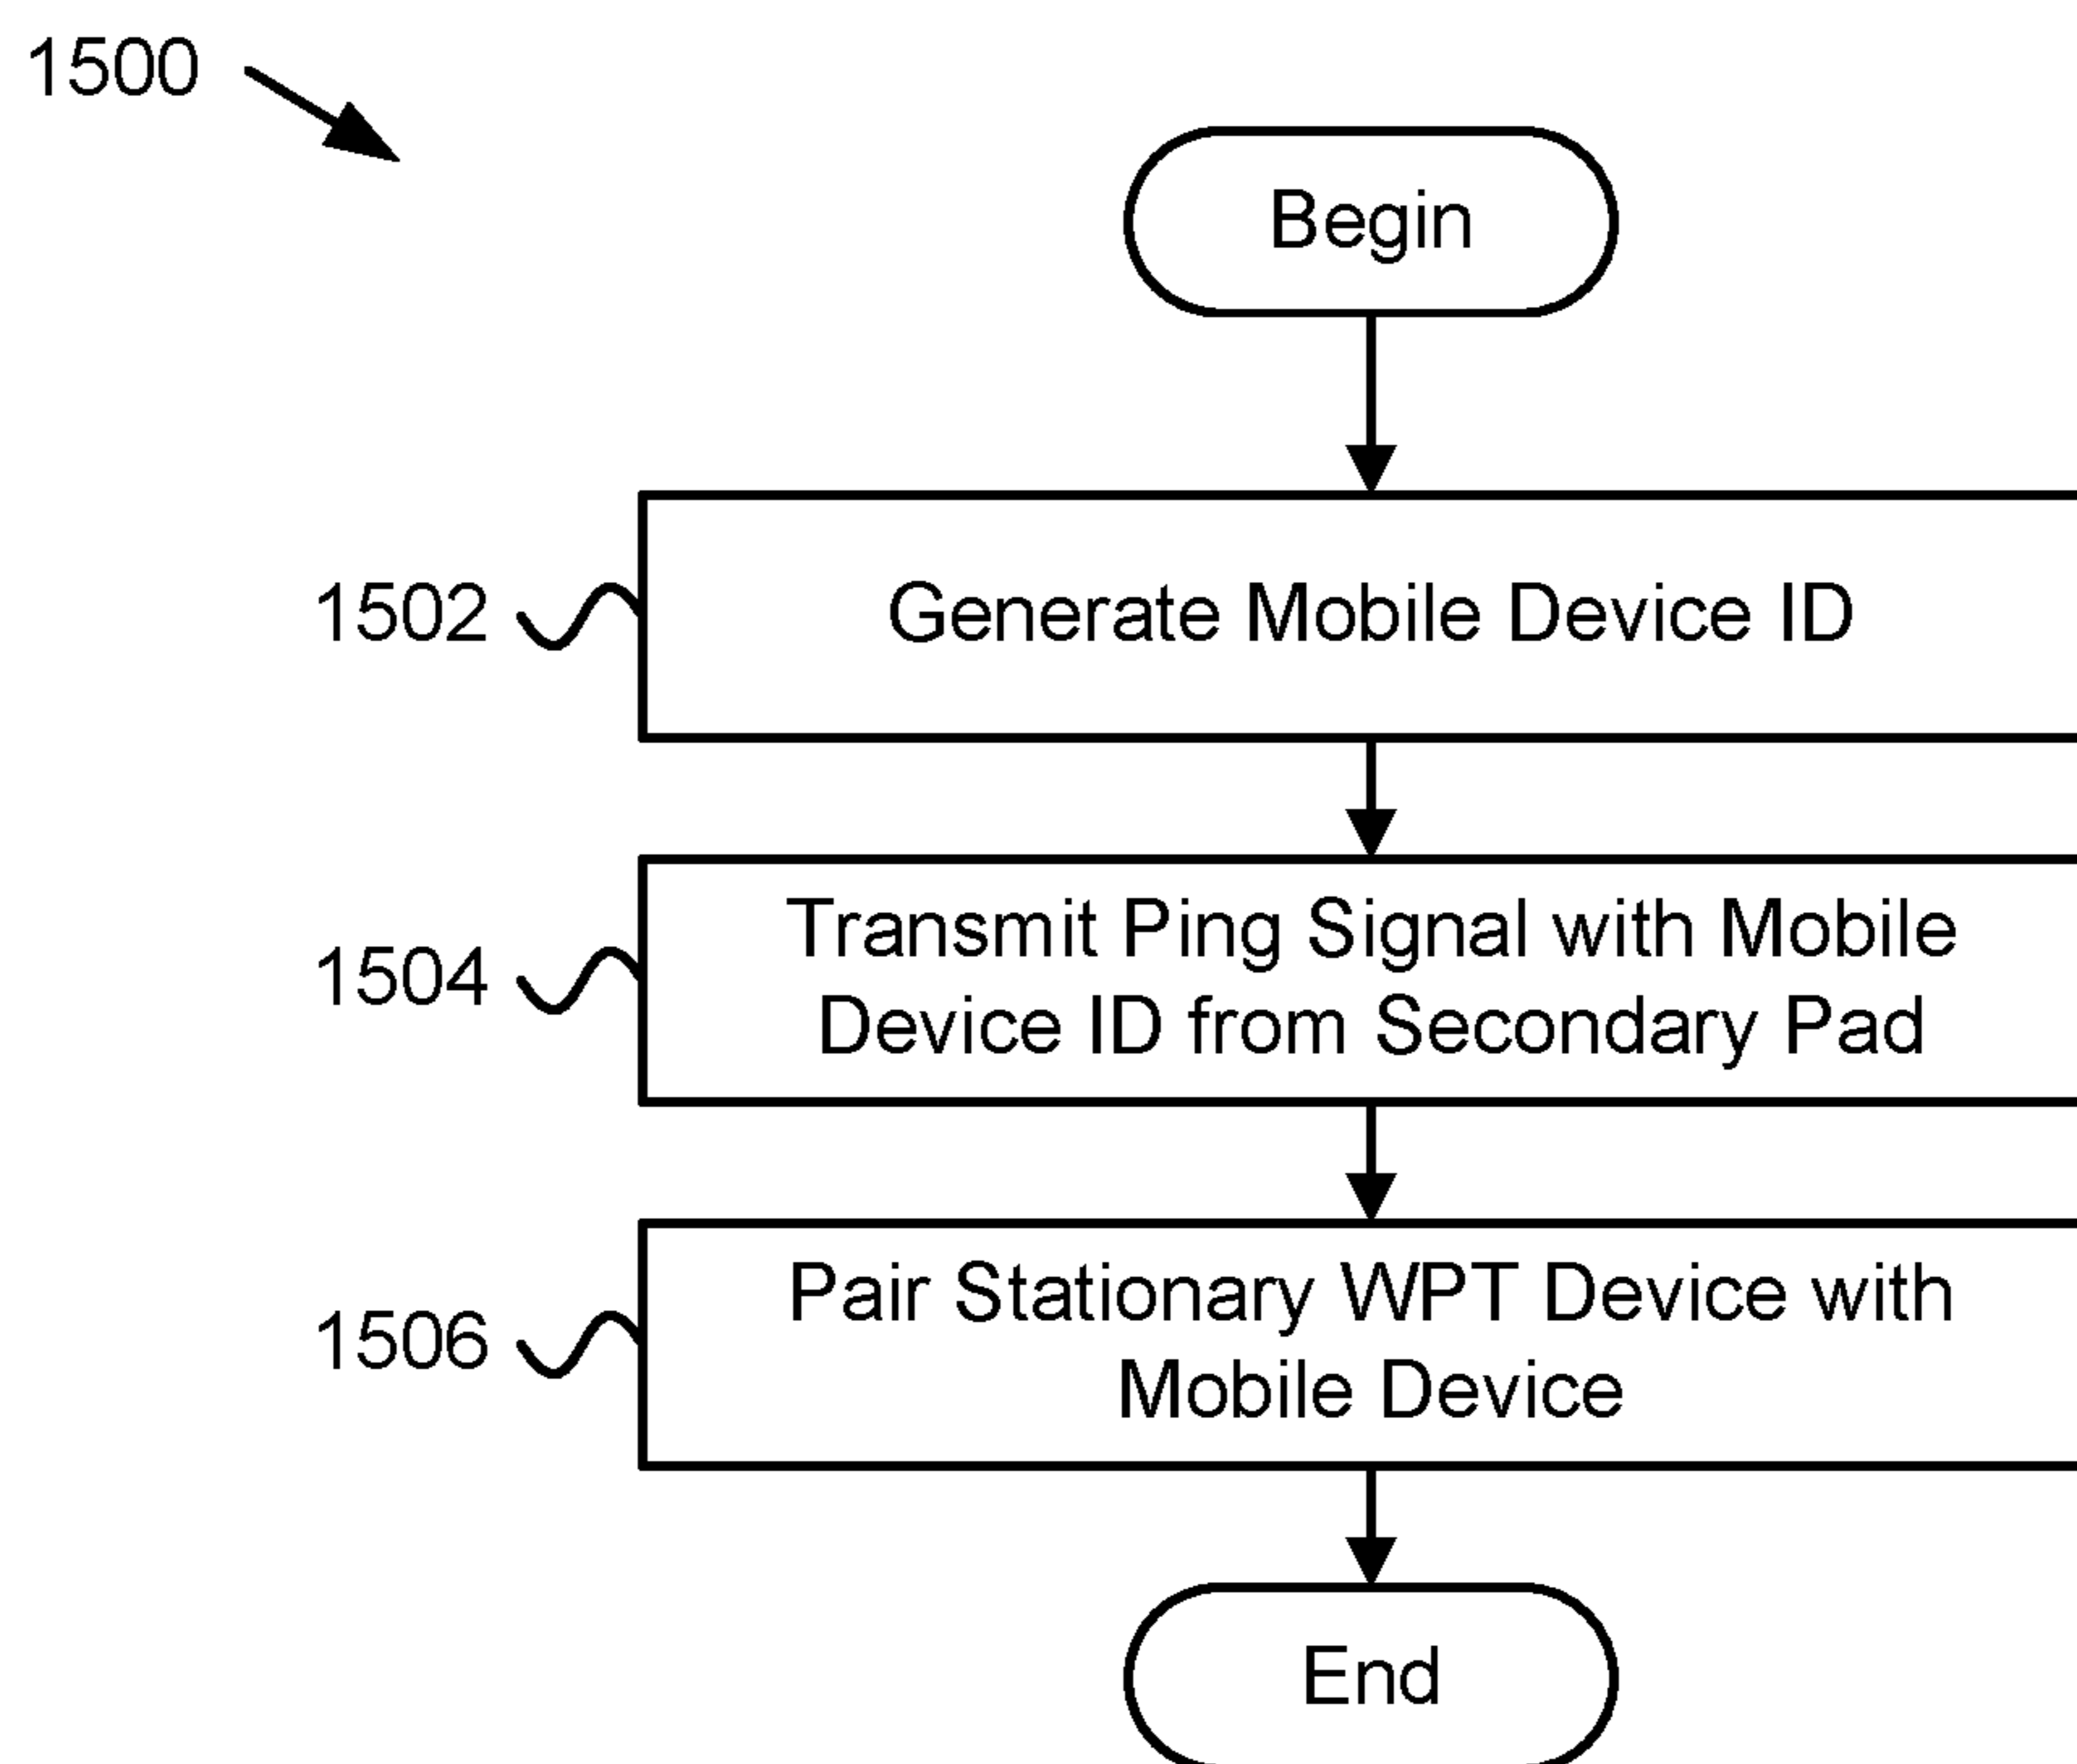 1500
Begin
1502
Generate Mobile Device ID
1504
Transmit Ping Signal with Mobile
Device ID from Secondary Pad
1506
Pair Stationary WPT Device with
Mobile Device
End